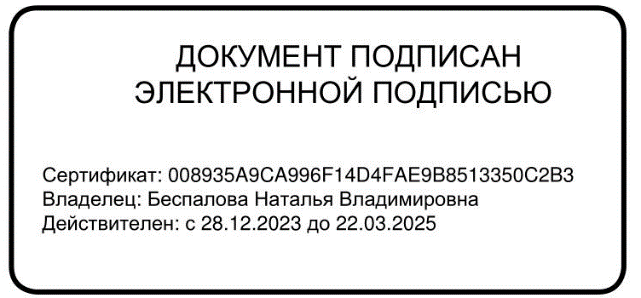 ДОКУМЕНТ ПОДПИСАН
ЭЛЕКТРОННОЙ ПОДПИСЬЮ
Сертификат: 008935A9CA996F14D4FAE9B8513350C2B3
Владелец: Беспалова Наталья Владимировна
Действителен: с 28.12.2023 до 22.03.2025